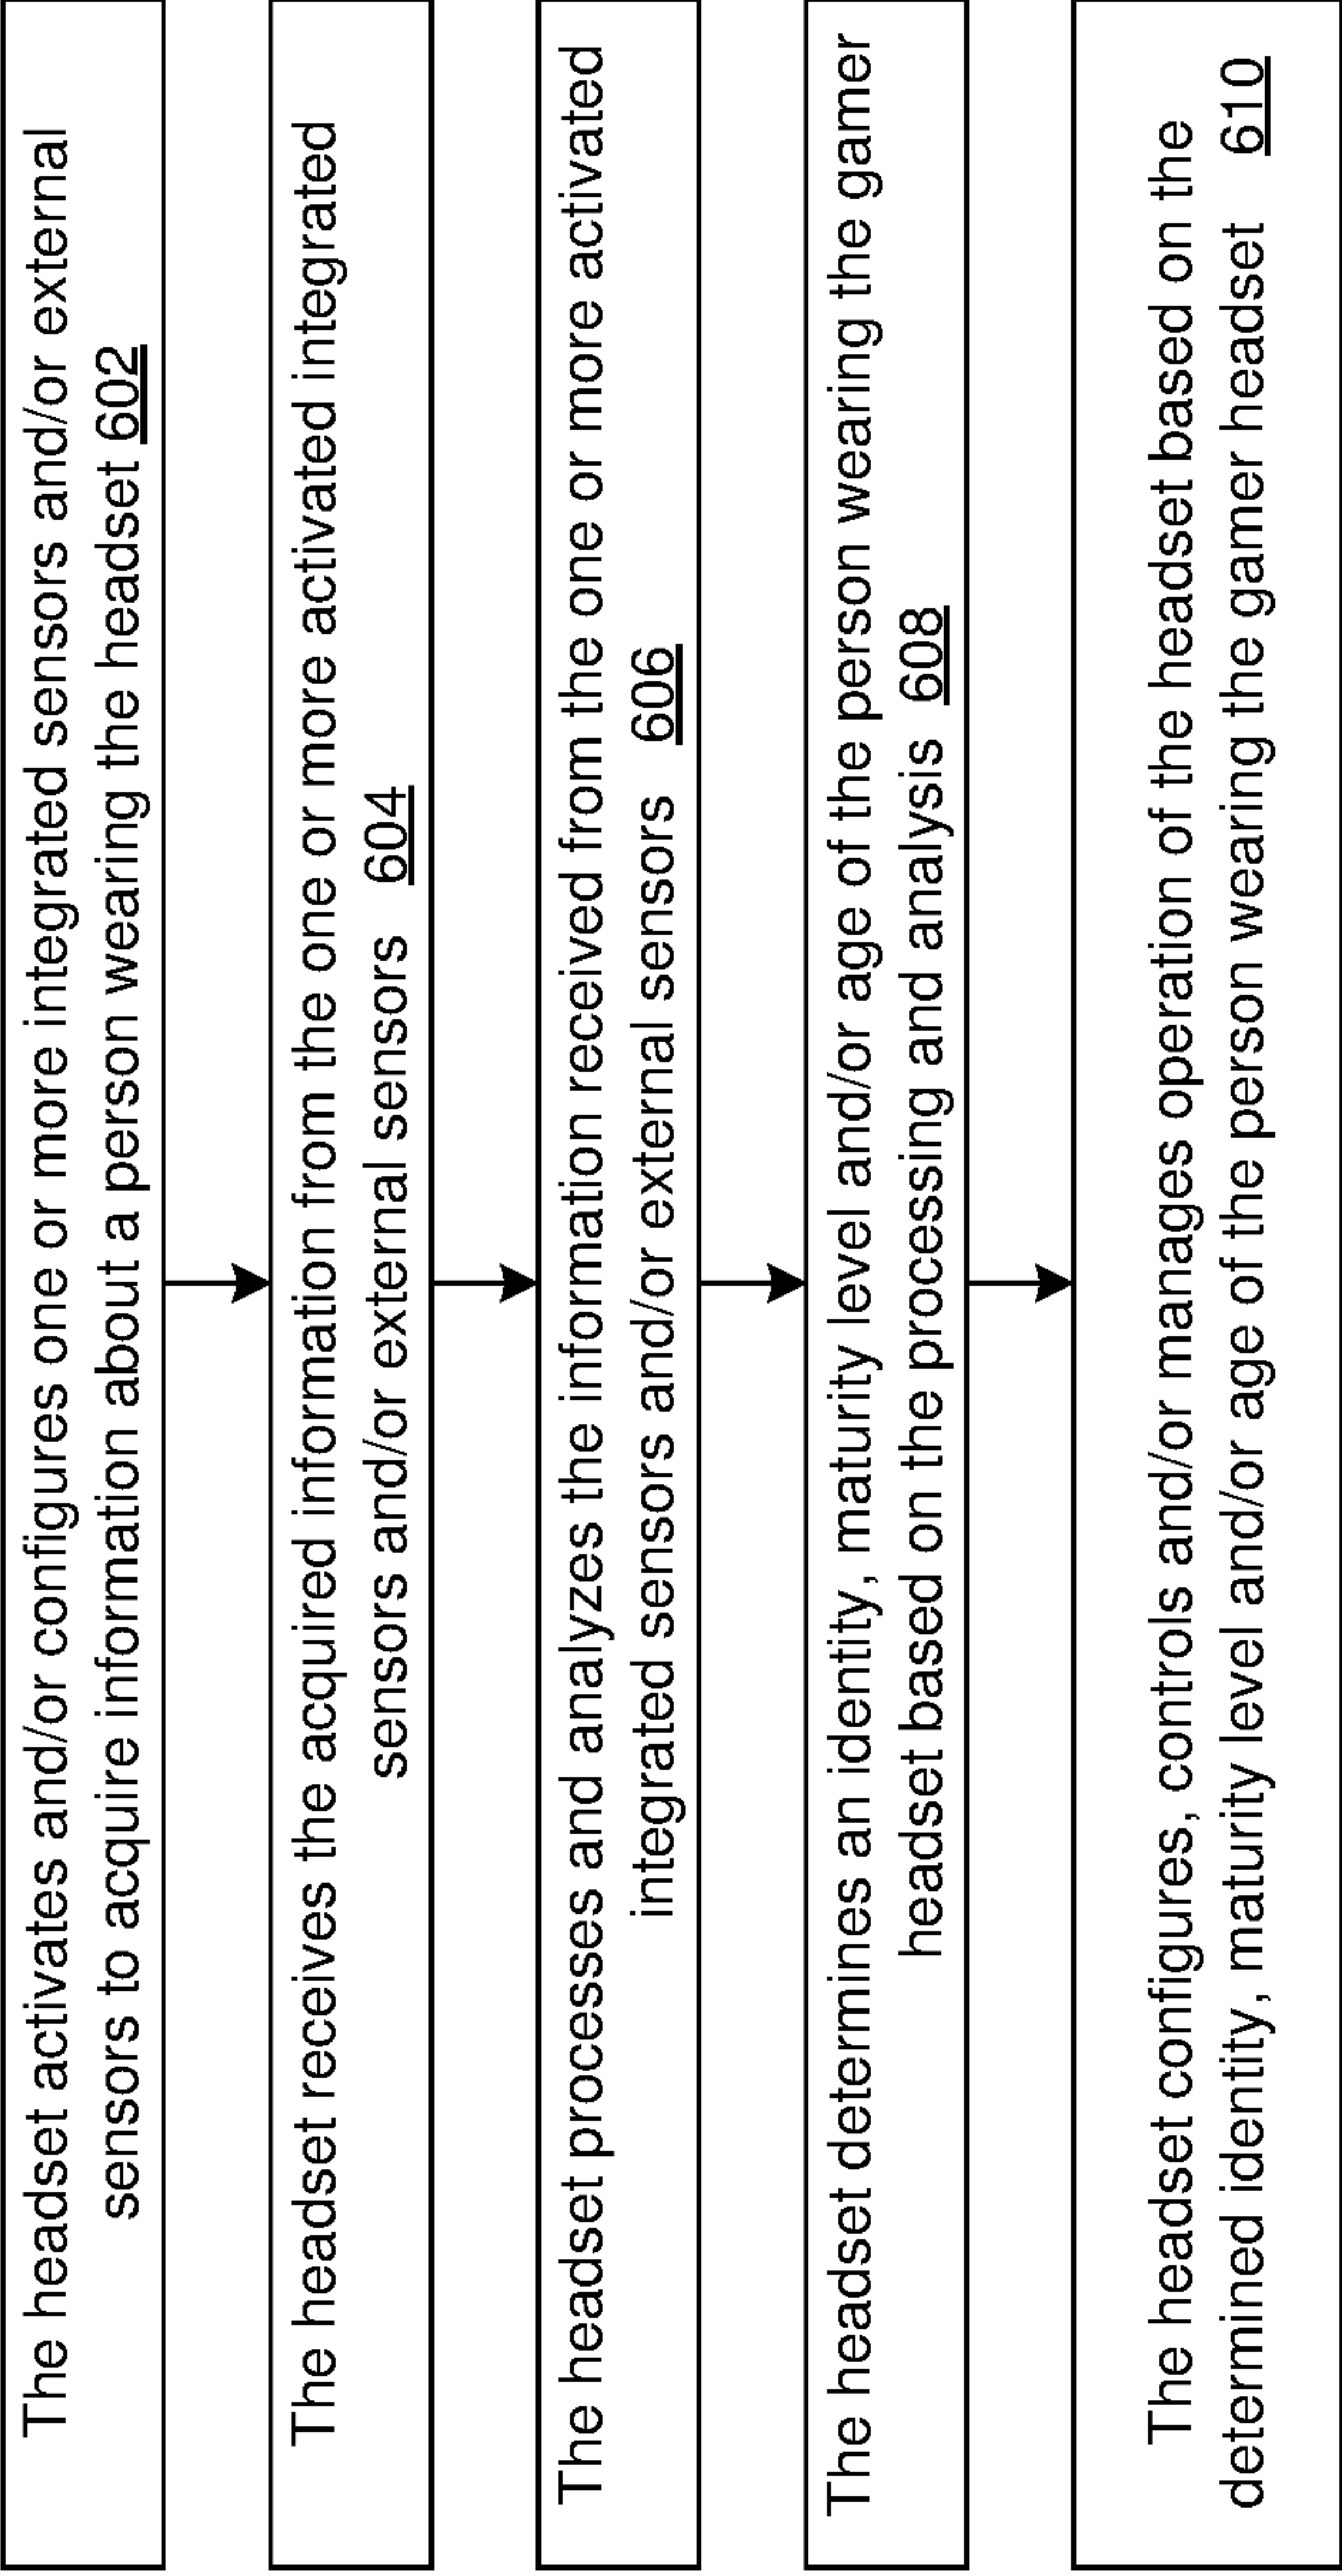 The headset activates and/or configures one or more integrated sensors and/or external
sensors to acquire information about a person wearing the headset 602
The headset receives the acquired information from the one or more activated integrated
sensors and/or external sensors 604
The headset processes and analyzes the information received from the one or more activated
integrated sensors and/or external sensors 606
The headset determines an identity, maturity level and/or age of the person wearing the gamer
headset based on the processing and analysis 608
The headset configures, controls and/or manages operation of the headset based on the
determined identity, maturity level and/or age of the person wearing the gamer headset 610